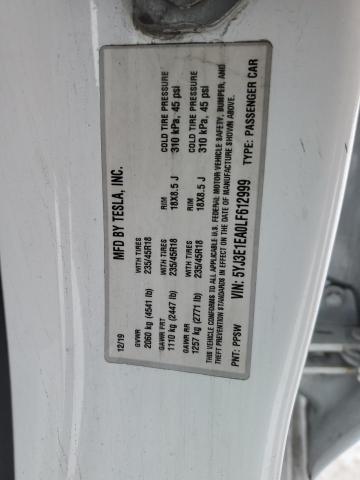 MFD BY TESLA, INC.
12/19
GVWR
2060 kg (4541 lb)
GAWR FRT WITH TIRES RIM COLD TIRE PRESSURE
1110 kg (2447 lb) 235/45R18 18X8.5 J 310 kPa, 45 psi
GAWR RR WITH TIRES RIM COLD TIRE PRESSURE
1257 kg (2771 lb) 235/45R18 18X8.5 J 310 kPa, 45 psi
THIS VEHICLE CONFORMS TO ALL APPLICABLE U.S. FEDERAL MOTOR VEHICLE SAFETY, BUMPER, AND
THEFT PREVENTION STANDARDS IN EFFECT ON THE DATE OF MANUFACTURE SHOWN ABOVE.
VIN: 5YJ3E1EA0LF612999 TYPE: PASSENGER CAR
PNT: PPSW